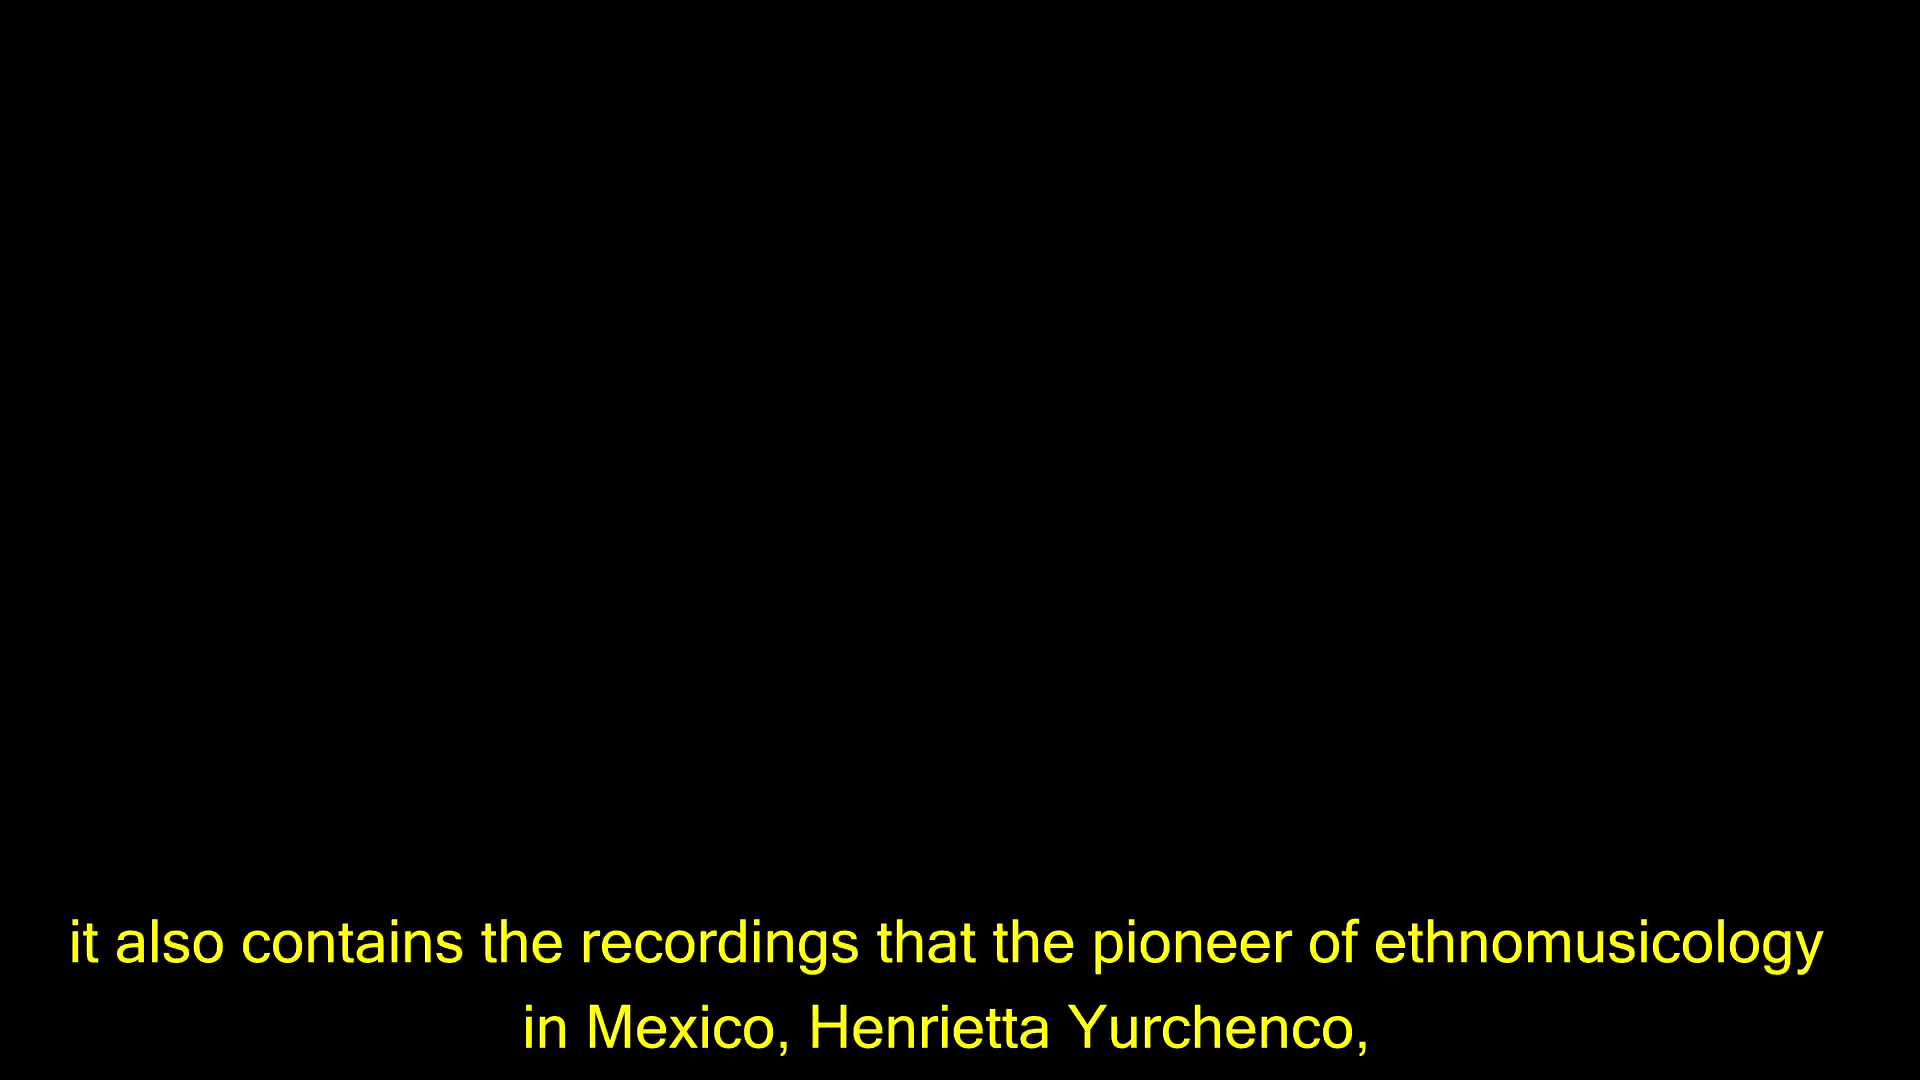 it also contains the recordings that the pioneer of ethnomusicology
in Mexico, Henrietta Yurchenco,